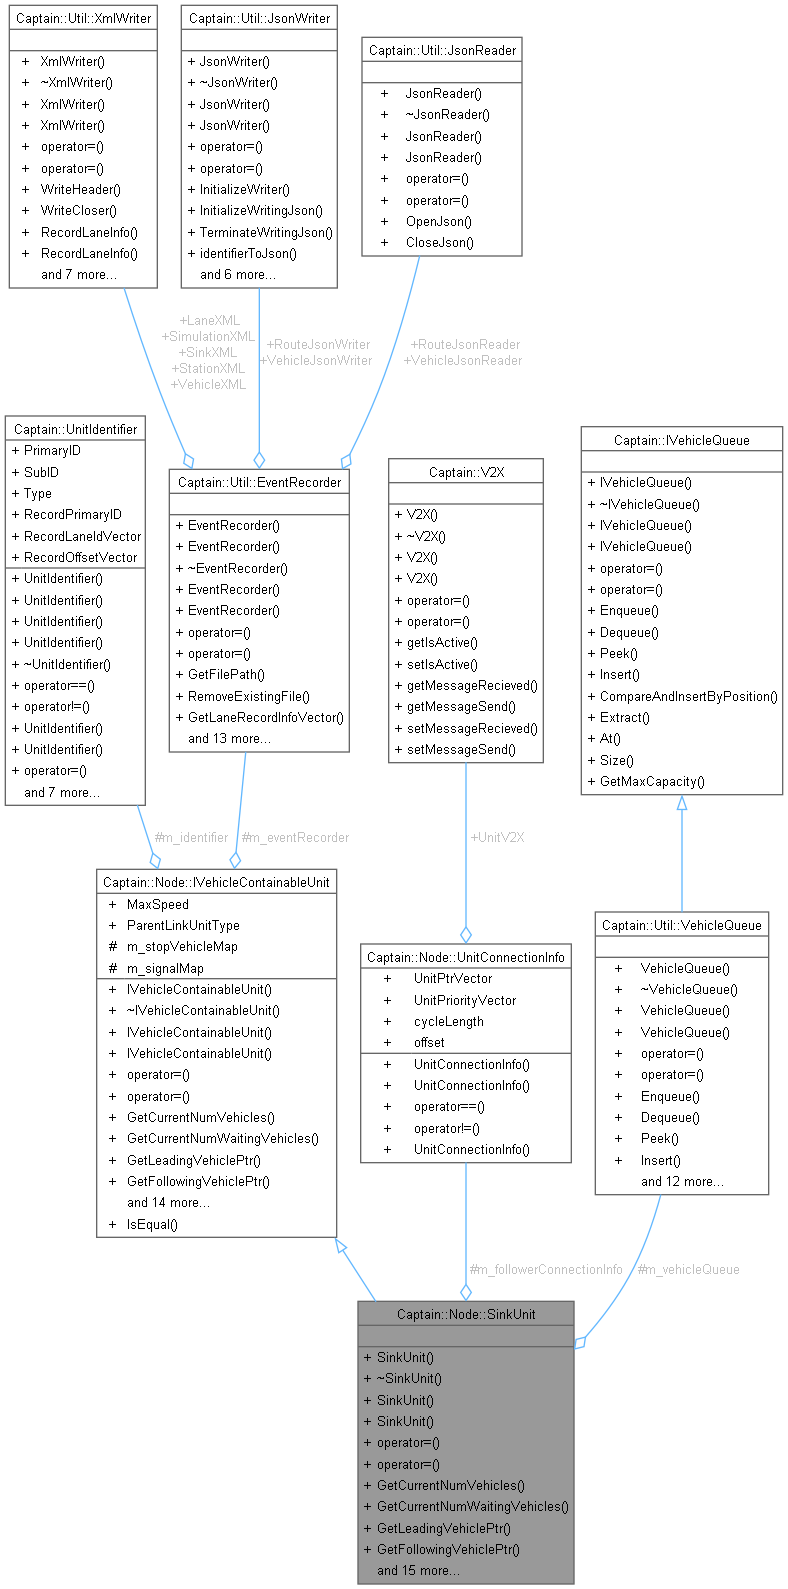 Captain::Util::XmlWriter
+ XmlWriter()
+ ~XmlWriter()
+ XmlWriter()
+ XmlWriter()
+ operator=()
+ operator=()
+ WriteHeader()
+ WriteCloser()
+ RecordLaneInfo()
+ RecordLaneInfo()
and 7 more...
Captain::Util::JsonWriter
+ JsonWriter()
+ ~JsonWriter()
+ JsonWriter()
+ JsonWriter()
+ operator=()
+ operator=()
+ InitializeWriter()
+ InitializeWritingJson()
+ TerminateWritingJson()
+ identifierToJson()
and 6 more...
Captain::Util::JsonReader
+ JsonReader()
+ ~JsonReader()
+ JsonReader()
+ JsonReader()
+ operator=()
+ operator=()
+ OpenJson()
+ CloseJson()
+LaneXML
+SimulationXML
+SinkXML
+StationXML
+VehicleXML
+RouteJsonWriter
+VehicleJsonWriter
+RouteJsonReader
+VehicleJsonReader
Captain::UnitIdentifier
+ PrimaryID
+ SubID
+ Type
+ RecordPrimaryID
+ RecordLaneIdVector
+ RecordOffsetVector
+ UnitIdentifier()
+ UnitIdentifier()
+ UnitIdentifier()
+ UnitIdentifier()
+ ~UnitIdentifier()
+ operator==()
+ operator!=()
+ UnitIdentifier()
+ UnitIdentifier()
+ operator=()
and 7 more...
Captain::Util::EventRecorder
+ EventRecorder()
+ EventRecorder()
+ ~EventRecorder()
+ EventRecorder()
+ EventRecorder()
+ operator=()
+ operator=()
+ GetFilePath()
+ RemoveExistingFile()
+ GetLaneRecordInfoVector()
and 13 more...
Captain::V2X
+ V2X()
+ ~V2X()
+ V2X()
+ V2X()
+ operator=()
+ operator=()
+ getIsActive()
+ setIsActive()
+ getMessageRecieved()
+ getMessageSend()
+ setMessageRecieved()
+ setMessageSend()
Captain::IVehicleQueue
+ IVehicleQueue()
+ ~IVehicleQueue()
+ IVehicleQueue()
+ IVehicleQueue()
+ operator=()
+ operator=()
+ Enqueue()
+ Dequeue()
+ Peek()
+ Insert()
+ CompareAndInsertByPosition()
+ Extract()
+ At()
+ Size()
+ GetMaxCapacity()
#m_identifier
#m_eventRecorder
+UnitV2X
Captain::Node::IVehicleContainableUnit
+ MaxSpeed
+ ParentLinkUnitType
# m_stopVehicleMap
# m_signalMap
+ IVehicleContainableUnit()
+ ~IVehicleContainableUnit()
+ IVehicleContainableUnit()
+ IVehicleContainableUnit()
+ operator=()
+ operator=()
+ GetCurrentNumVehicles()
+ GetCurrentNumWaitingVehicles()
+ GetLeadingVehiclePtr()
+ GetFollowingVehiclePtr()
and 14 more...
+ IsEqual()
Captain::Node::UnitConnectionInfo
+ UnitPtrVector
+ UnitPriorityVector
+ cycleLength
+ offset
+ UnitConnectionInfo()
+ UnitConnectionInfo()
+ operator==()
+ operator!=()
+ UnitConnectionInfo()
Captain::Util::VehicleQueue
+ VehicleQueue()
+ ~VehicleQueue()
+ VehicleQueue()
+ VehicleQueue()
+ operator=()
+ operator=()
+ Enqueue()
+ Dequeue()
+ Peek()
+ Insert()
and 12 more...
#m_followerConnectionInfo
#m_vehicleQueue
Captain::Node::SinkUnit
+ SinkUnit()
+ ~SinkUnit()
+ SinkUnit()
+ SinkUnit()
+ operator=()
+ operator=()
+ GetCurrentNumVehicles()
+ GetCurrentNumWaitingVehicles()
+ GetLeadingVehiclePtr()
+ GetFollowingVehiclePtr()
and 15 more...